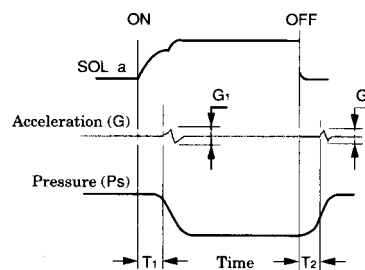 ON OFF
SOL a
G₁ G
Acceleration (G)
Pressure (Ps)
T₁ Time T₂